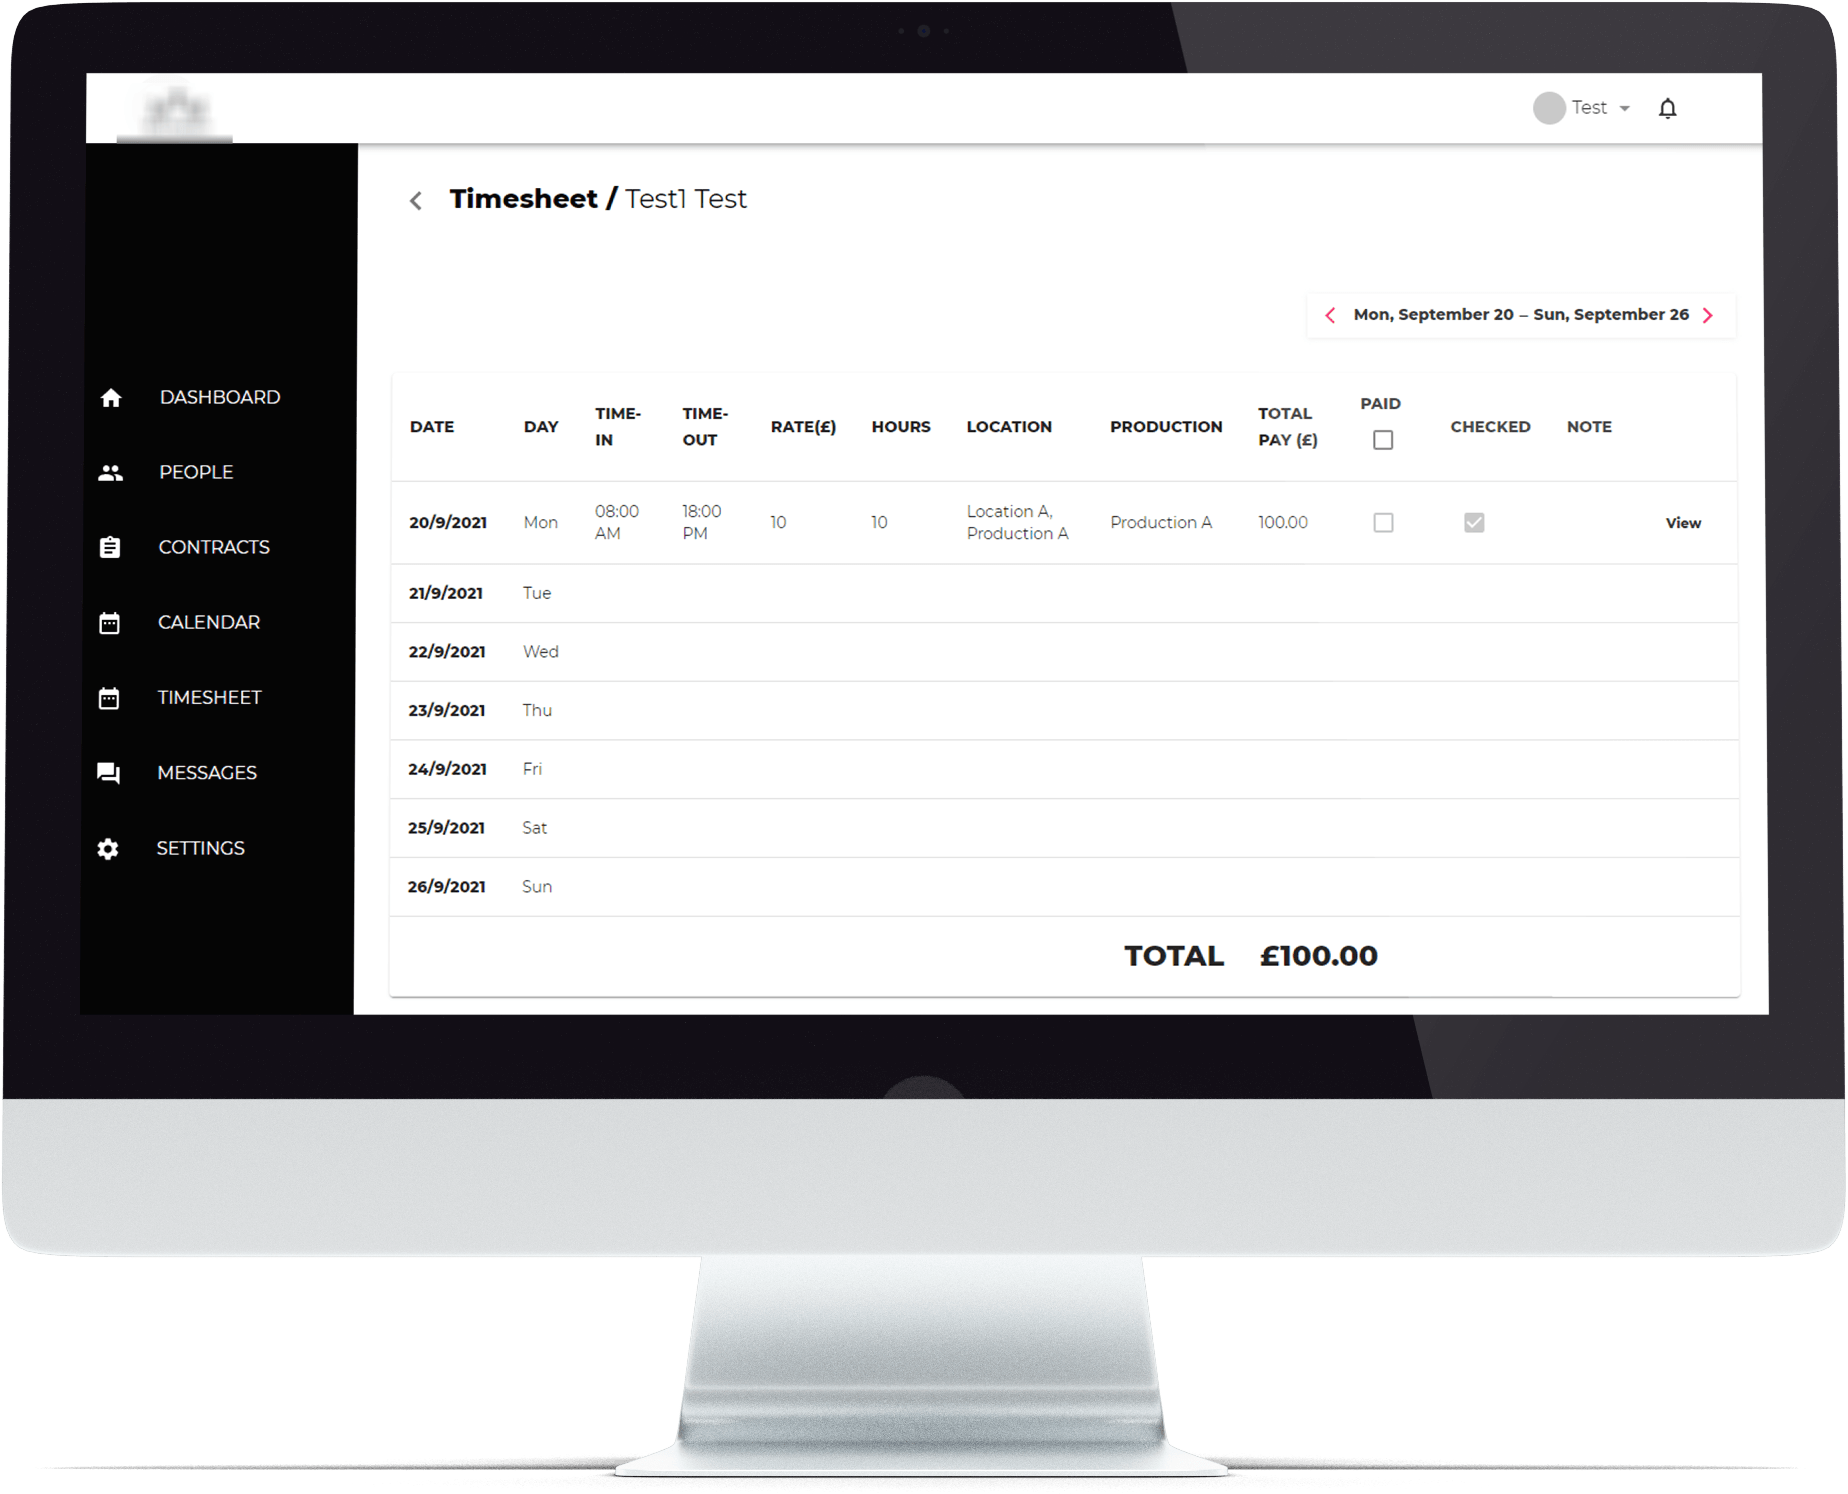 Test
Timesheet / Test1 Test
Mon, September 20 – Sun, September 26
DASHBOARD
PEOPLE
CONTRACTS
CALENDAR
TIMESHEET
MESSAGES
SETTINGS
DATE DAY TIME-IN TIME-OUT RATE(£) HOURS LOCATION PRODUCTION TOTAL PAY (£) PAID CHECKED NOTE
20/9/2021 Mon 08:00 AM 18:00 PM 10 10 Location A, Production A Production A 100.00 View
21/9/2021 Tue
22/9/2021 Wed
23/9/2021 Thu
24/9/2021 Fri
25/9/2021 Sat
26/9/2021 Sun
TOTAL £100.00